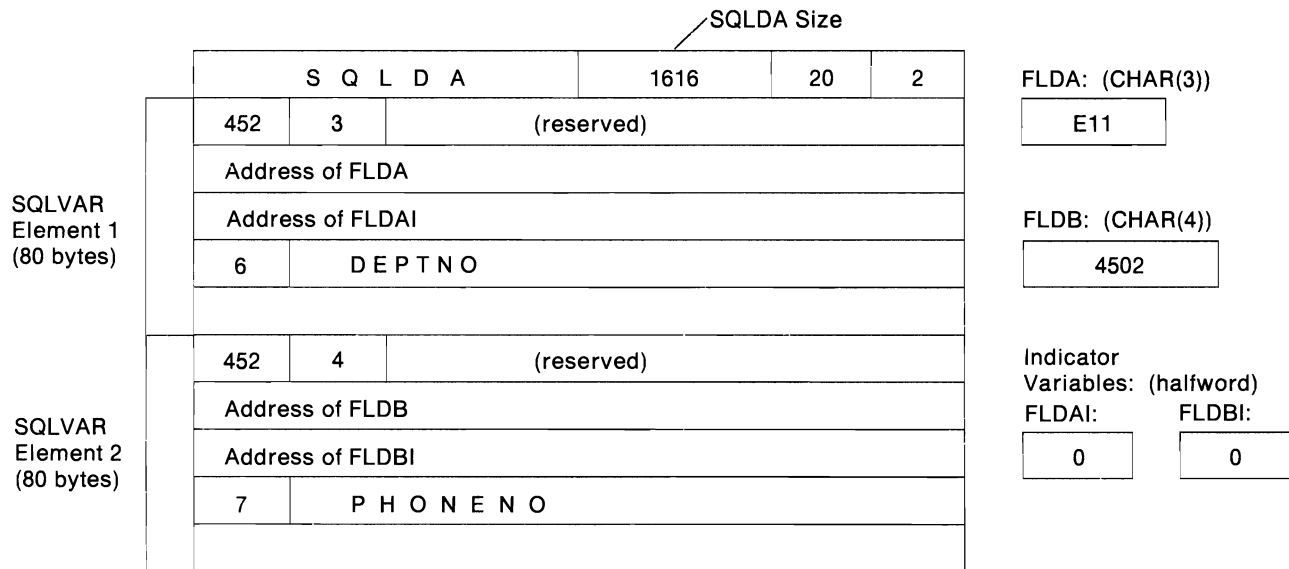 SQLDA Size
S Q L D A 1616 20 2
SQLVAR
Element 1
(80 bytes)
452 3 (reserved)
Address of FLDA
Address of FLDAI
6 D E P T N O
SQLVAR
Element 2
(80 bytes)
452 4 (reserved)
Address of FLDB
Address of FLDBI
7 P H O N E N O
FLDA: (CHAR(3))
E11
FLDB: (CHAR(4))
4502
Indicator
Variables: (halfword)
FLDAI: FLDBI:
0 0